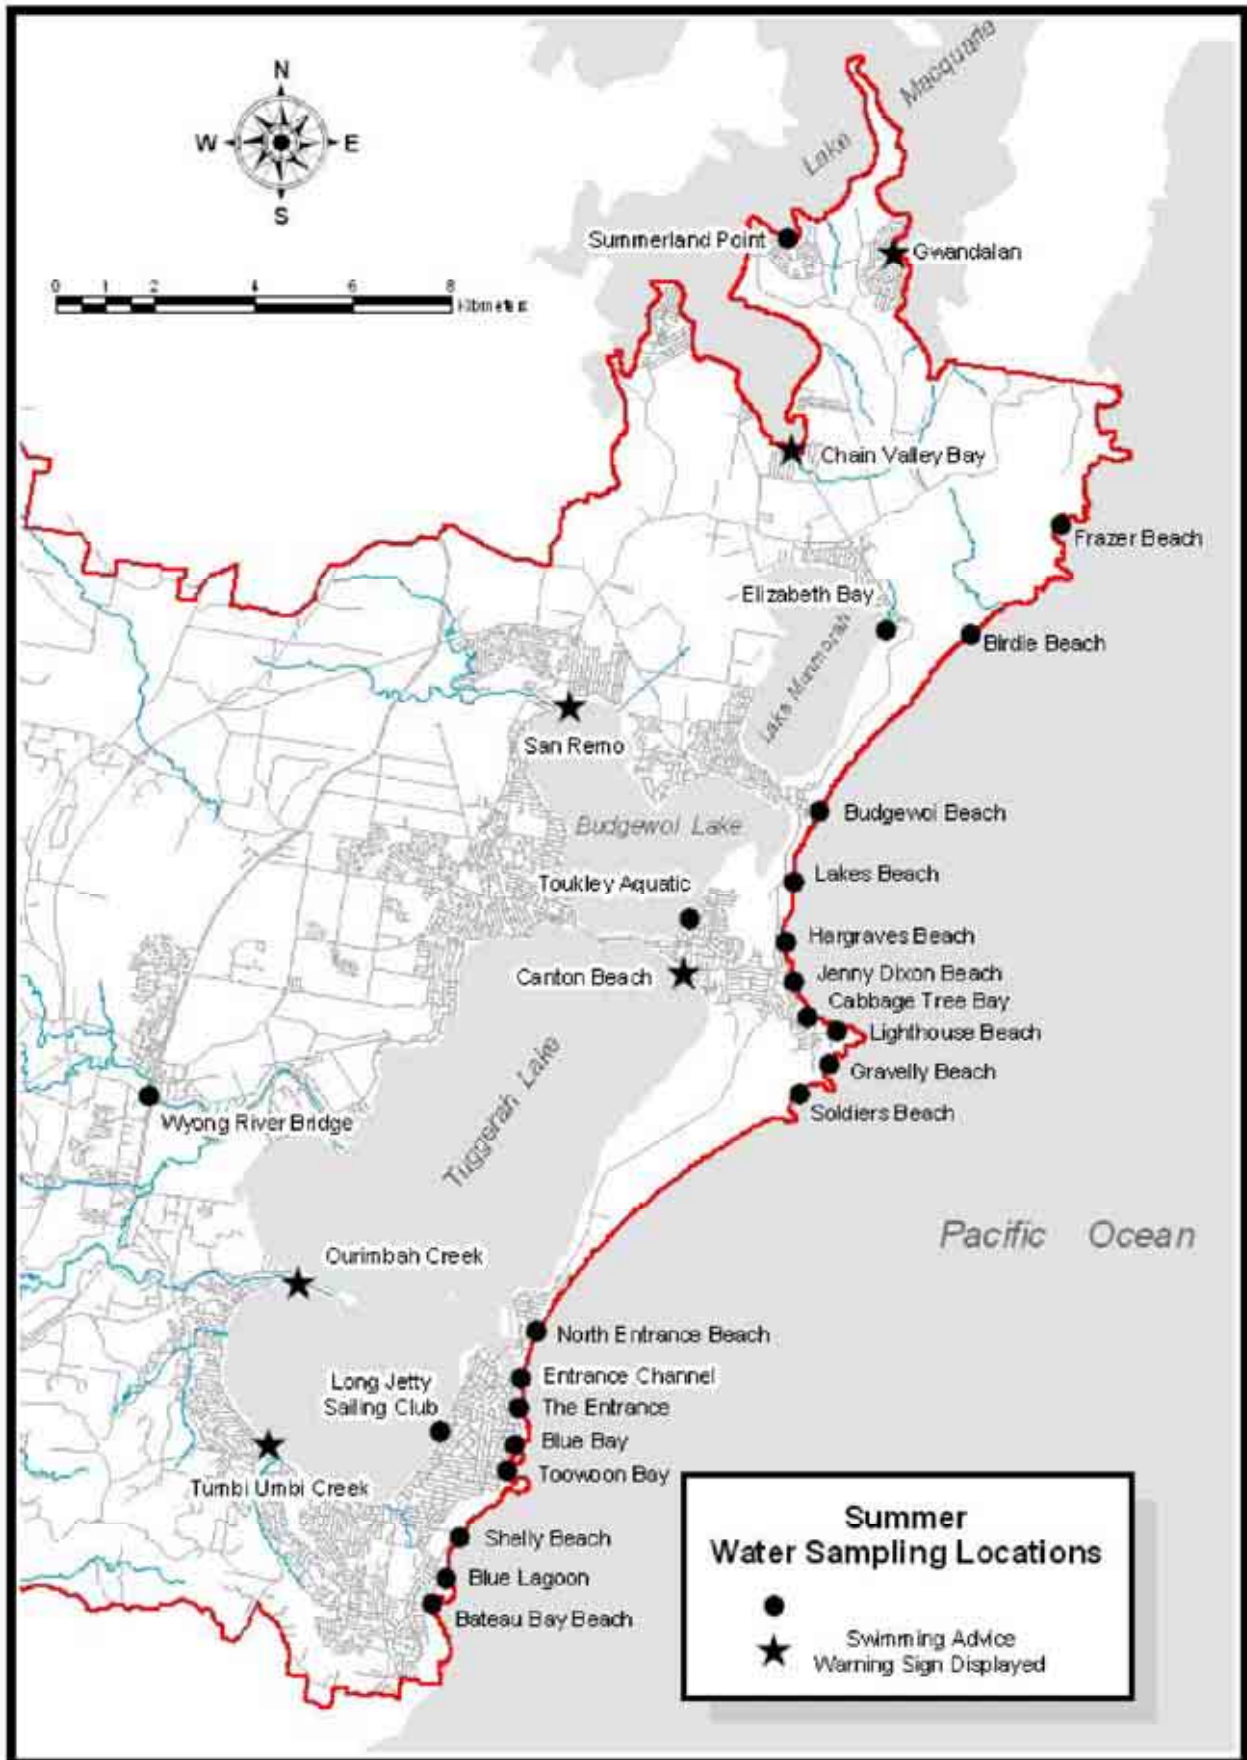 Lake Macquarie
N
W E
S
Summerland Point
Gwandalan
0 1 2 4 6 8
Kilometers
Chain Valley Bay
Frazer Beach
Elizabeth Bay
Lake Munmorah
Birdie Beach
San Remo
Budgewoi Lake
Budgewoi Beach
Toukley Aquatic
Lakes Beach
Hargraves Beach
Canton Beach
Jenny Dixon Beach
Cabbage Tree Bay
Lighthouse Beach
Gravelly Beach
Soldiers Beach
Wyong River Bridge
Tuggerah Lake
Pacific Ocean
Ourimbah Creek
North Entrance Beach
Entrance Channel
Long Jetty
Sailing Club
The Entrance
Blue Bay
Toowoon Bay
Tumbi Umbi Creek
Shelly Beach
Blue Lagoon
Bateau Bay Beach
Summer
Water Sampling Locations
Swimming Advice
Warning Sign Displayed